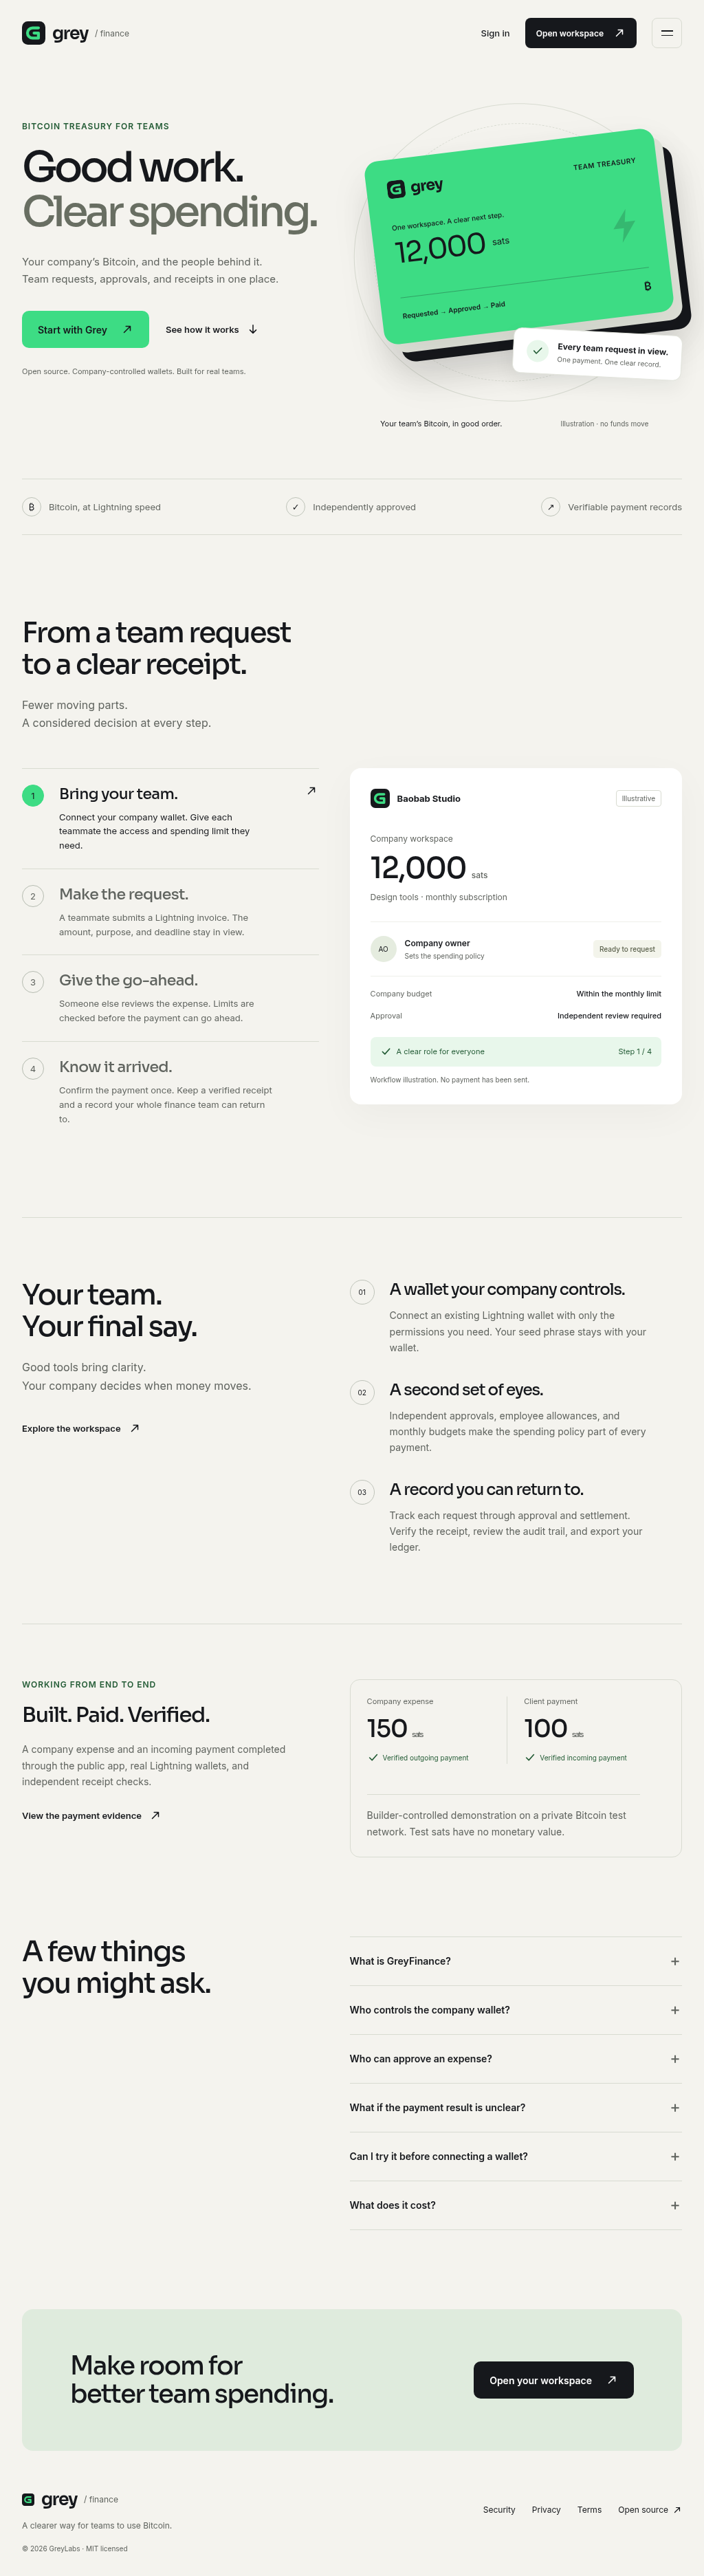 grey / finance
Sign in
Open workspace
BITCOIN TREASURY FOR TEAMS
Good work.
Clear spending.
Your company’s Bitcoin, and the people behind it.
Team requests, approvals, and receipts in one place.
Start with Grey
See how it works
Open source. Company-controlled wallets. Built for real teams.
grey
TEAM TREASURY
One workspace. A clear next step.
12,000 sats
₿
Requested → Approved → Paid
Every team request in view.
One payment. One clear record.
Your team’s Bitcoin, in good order.
Illustration · no funds move
₿ Bitcoin, at Lightning speed
✓ Independently approved
↗ Verifiable payment records
From a team request
to a clear receipt.
Fewer moving parts.
A considered decision at every step.
1 Bring your team.
Connect your company wallet. Give each
teammate the access and spending limit they
need.
2 Make the request.
A teammate submits a Lightning invoice. The
amount, purpose, and deadline stay in view.
3 Give the go-ahead.
Someone else reviews the expense. Limits are
checked before the payment can go ahead.
4 Know it arrived.
Confirm the payment once. Keep a verified receipt
and a record your whole finance team can return
to.
Baobab Studio
Illustrative
Company workspace
12,000 sats
Design tools · monthly subscription
AO
Company owner
Sets the spending policy
Ready to request
Company budget
Within the monthly limit
Approval
Independent review required
A clear role for everyone
Step 1 / 4
Workflow illustration. No payment has been sent.
Your team.
Your final say.
Good tools bring clarity.
Your company decides when money moves.
Explore the workspace
01 A wallet your company controls.
Connect an existing Lightning wallet with only the
permissions you need. Your seed phrase stays with your
wallet.
02 A second set of eyes.
Independent approvals, employee allowances, and
monthly budgets make the spending policy part of every
payment.
03 A record you can return to.
Track each request through approval and settlement.
Verify the receipt, review the audit trail, and export your
ledger.
WORKING FROM END TO END
Built. Paid. Verified.
A company expense and an incoming payment completed
through the public app, real Lightning wallets, and
independent receipt checks.
View the payment evidence
Company expense
150 sats
Verified outgoing payment
Client payment
100 sats
Verified incoming payment
Builder-controlled demonstration on a private Bitcoin test
network. Test sats have no monetary value.
A few things
you might ask.
What is GreyFinance?
Who controls the company wallet?
Who can approve an expense?
What if the payment result is unclear?
Can I try it before connecting a wallet?
What does it cost?
Make room for
better team spending.
Open your workspace
grey / finance
A clearer way for teams to use Bitcoin.
© 2026 GreyLabs · MIT licensed
Security
Privacy
Terms
Open source